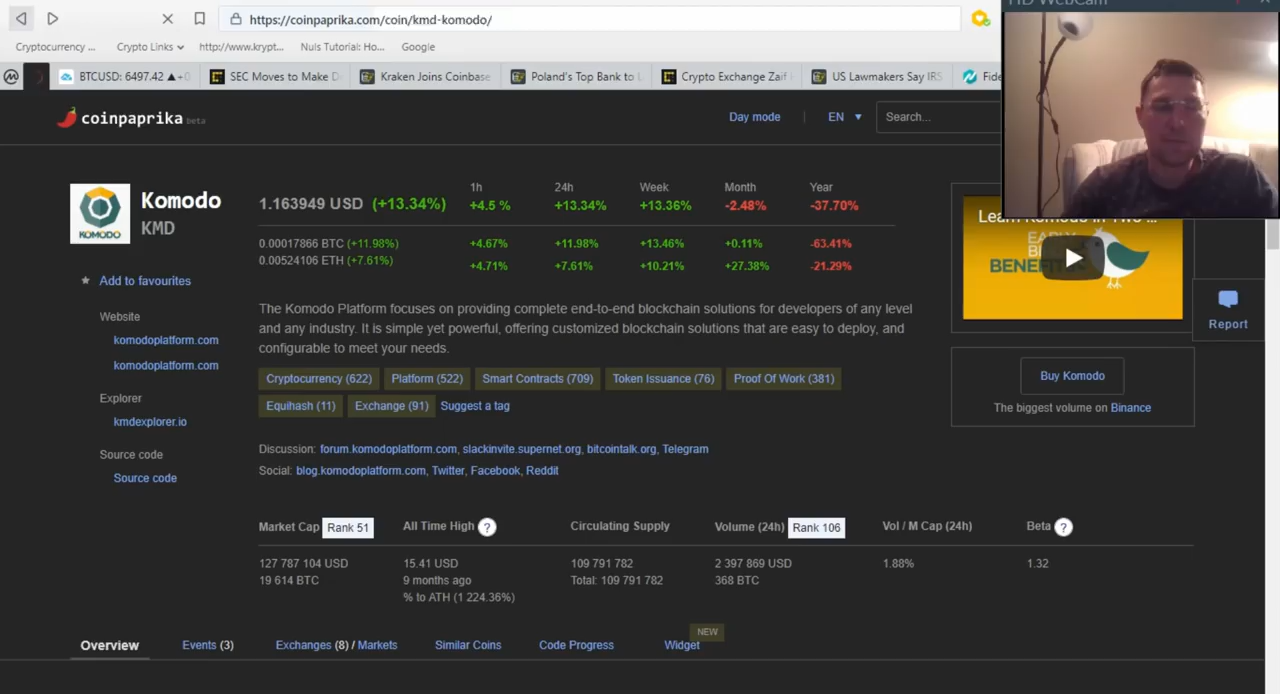 https://coinpaprika.com/coin/kmd-komodo/
HD WebCam
Cryptocurrency ...
Crypto Links
http://www.krypt...
Nuls Tutorial: Ho...
Google
BTCUSD: 6497.42 ▲+0
SEC Moves to Make D
Kraken Joins Coinbase
Poland's Top Bank to L
Crypto Exchange Zaif
US Lawmakers Say IRS
Fide
coinpaprika beta
Day mode
EN ▼
Search...
Komodo
KMD
1.163949 USD (+13.34%)
1h 24h Week Month Year
+4.5 % +13.34% +13.36% -2.48% -37.70%
0.00017866 BTC (+11.98%) +4.67% +11.98% +13.46% +0.11% -63.41%
0.00524106 ETH (+7.61%) +4.71% +7.61% +10.21% +27.38% -21.29%
Learn Komodo in Two ...
EARLY
BENEFIT
Add to favourites
Website
komodoplatform.com
komodoplatform.com
Explorer
kmdexplorer.io
Source code
Source code
The Komodo Platform focuses on providing complete end-to-end blockchain solutions for developers of any level
and any industry. It is simple yet powerful, offering customized blockchain solutions that are easy to deploy, and
configurable to meet your needs.
Cryptocurrency (622) Platform (522) Smart Contracts (709) Token Issuance (76) Proof Of Work (381)
Equihash (11) Exchange (91) Suggest a tag
Discussion: forum.komodoplatform.com, slackinvite.supernet.org, bitcointalk.org, Telegram
Social: blog.komodoplatform.com, Twitter, Facebook, Reddit
Report
Buy Komodo
The biggest volume on Binance
Market Cap Rank 51 All Time High ? Circulating Supply Volume (24h) Rank 106 Vol / M Cap (24h) Beta ?
127 787 104 USD 15.41 USD 109 791 782 2 397 869 USD 1.88% 1.32
19 614 BTC 9 months ago Total: 109 791 782 368 BTC
% to ATH (1 224.36%)
NEW
Overview Events (3) Exchanges (8) / Markets Similar Coins Code Progress Widget